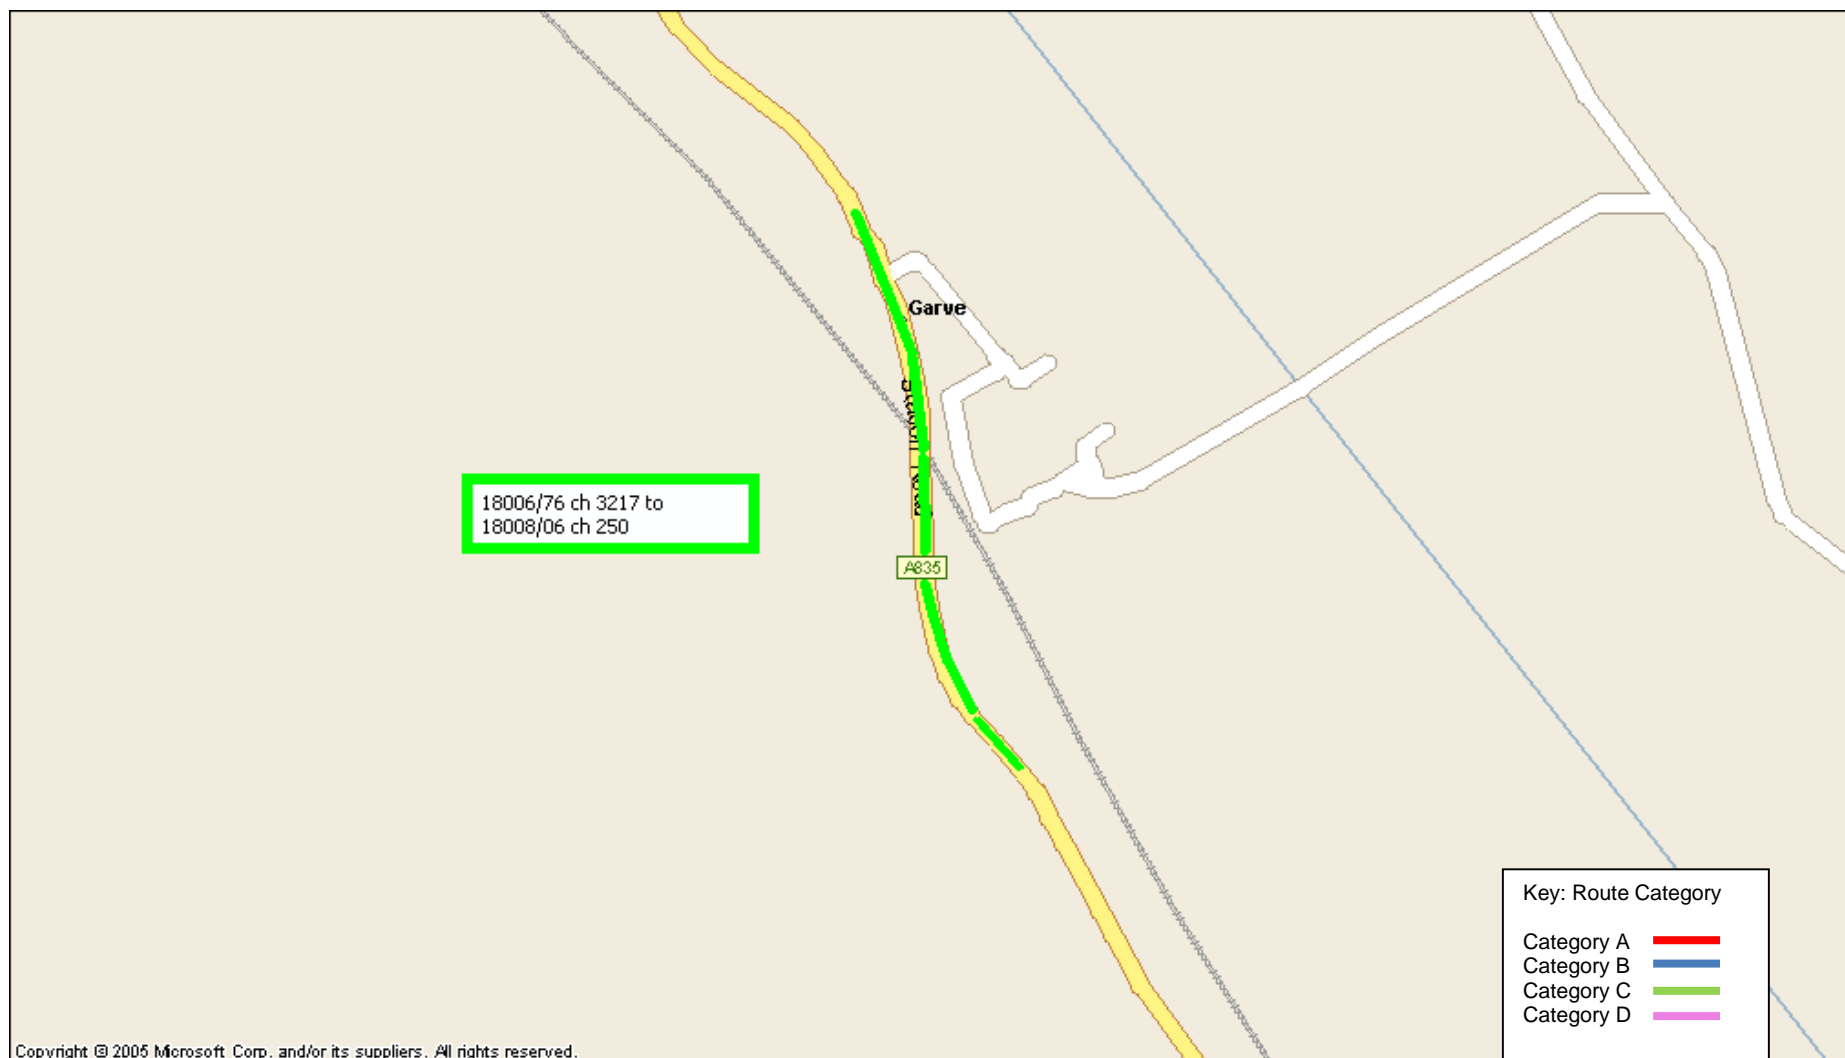 Garve
18006/76 ch 3217 to
18008/06 ch 250
A835
Key: Route Category
Category A
Category B
Category C
Category D
Copyright © 2005 Microsoft Corp. and/or its suppliers. All rights reserved.